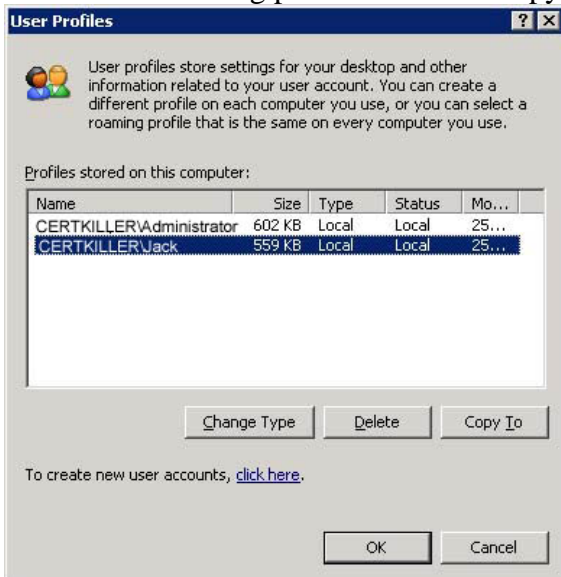 User Profiles
User profiles store settings for your desktop and other
information related to your user account. You can create a
different profile on each computer you use, or you can select a
roaming profile that is the same on every computer you use.
Profiles stored on this computer:
Name Size Type Status Mo...
CERTKILLER\Administrator 602 KB Local Local 25...
CERTKILLER\Jack 559 KB Local Local 25...
Change Type Delete Copy To
To create new user accounts, click here.
OK Cancel